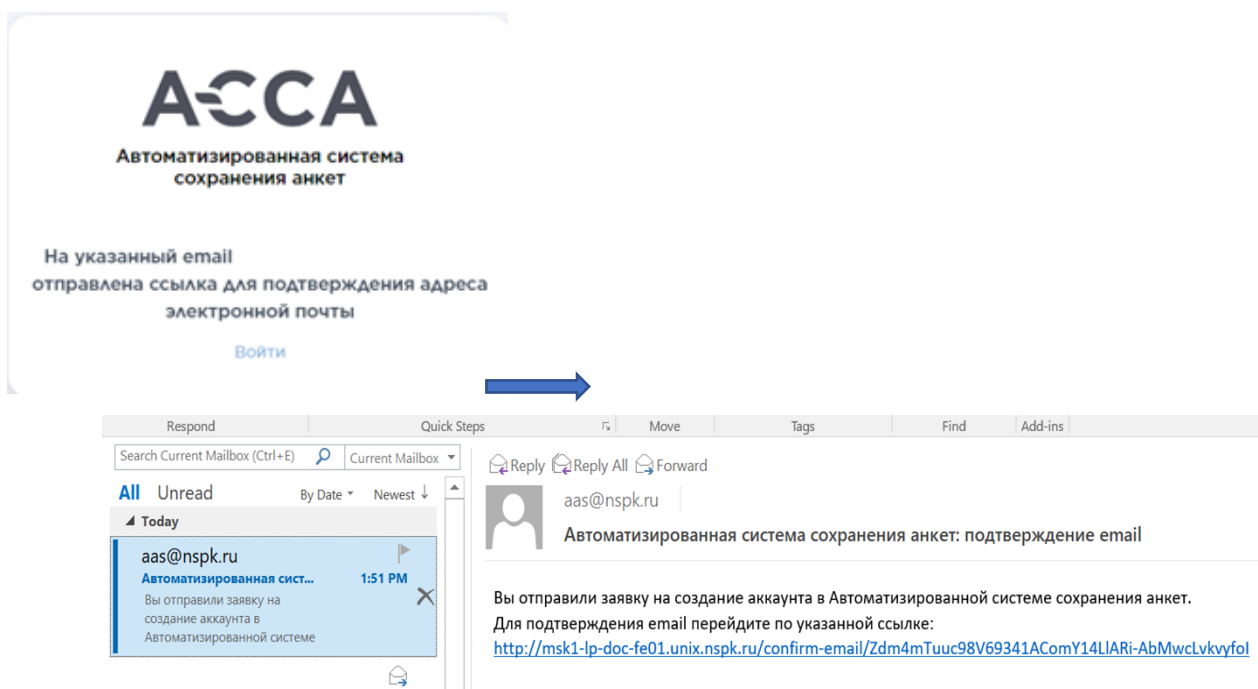 АССА
Автоматизированная система
сохранения анкет
На указанный email
отправлена ссылка для подтверждения адреса
электронной почты
Войти
Respond
Quick Steps
Move
Tags
Find
Add-ins
Search Current Mailbox (Ctrl+E)
Current Mailbox
All Unread
By Date
Newest
Today
aas@nspk.ru
Автоматизированная сист...
1:51 PM
Вы отправили заявку на
создание аккаунта в
Автоматизированной системе
Reply
Reply All
Forward
aas@nspk.ru
Автоматизированная система сохранения анкет: подтверждение email
Вы отправили заявку на создание аккаунта в Автоматизированной системе сохранения анкет.
Для подтверждения email перейдите по указанной ссылке:
http://msk1-lp-doc-fe01.unix.nspk.ru/confirm-email/Zdm4mTuuc98V69341AComY14LlARi-AbMwcLvkvyfoI